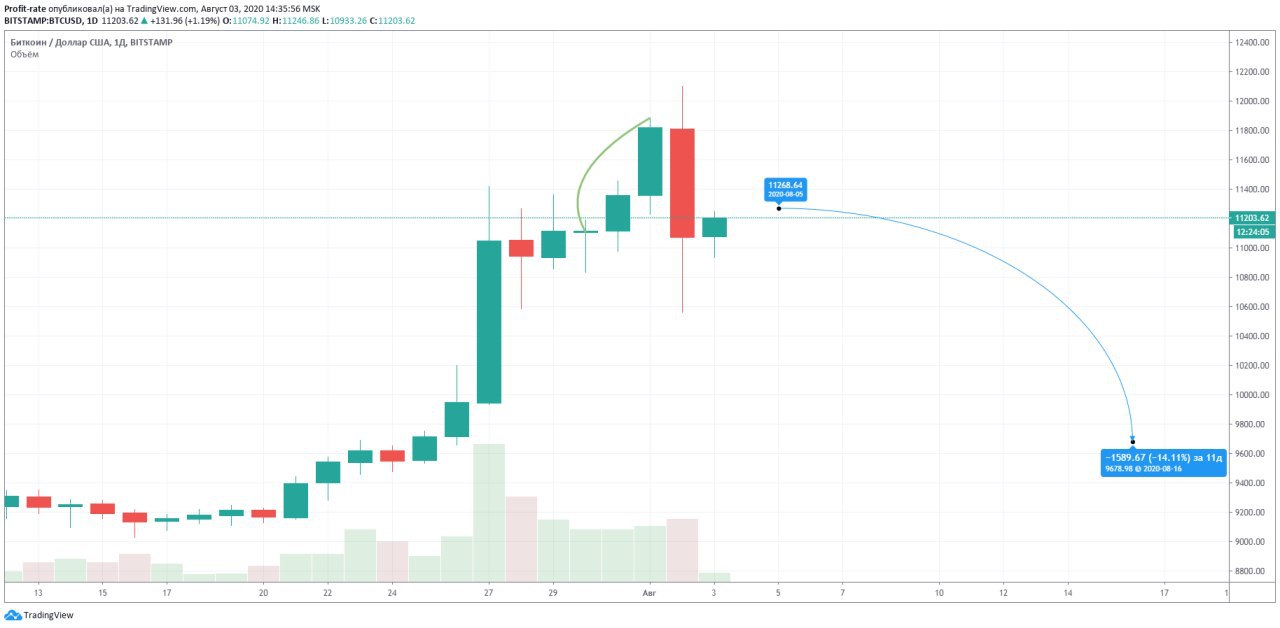 Profit-rate опубликовал(а) на TradingView.com, Август 03, 2020 14:35:56 MSK
BITSTAMP:BTCUSD, 1D 11203.62 ▲ +131.96 (+1.19%) O:11074.92 H:11246.86 L:10933.26 C:11203.62
Биткоин / Доллар США, 1Д, BITSTAMP
Объём
12400.00
12200.00
12000.00
11800.00
11600.00
11400.00
11268.64
2020-08-05
11203.62
12:24:05
11000.00
10800.00
10600.00
10400.00
10200.00
10000.00
9800.00
9600.00
−1589.67 (−14.11%) за 11д
9678.98 @ 2020-08-16
9400.00
9200.00
9000.00
8800.00
13 15 17 20 22 24 27 29 Авг 3 5 7 10 12 14 17 1
TradingView